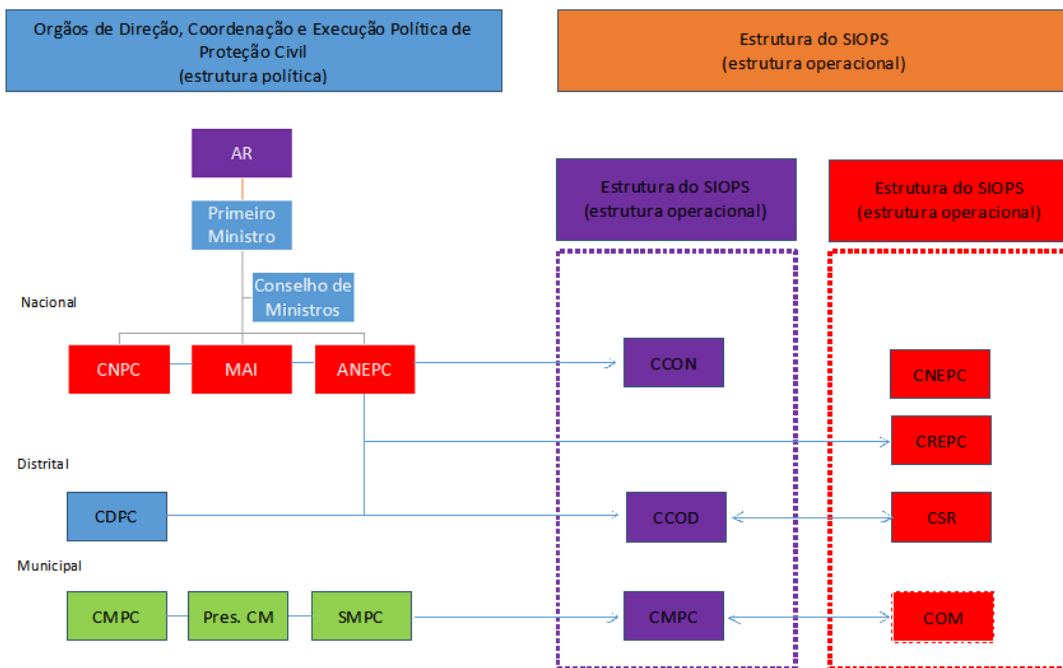 Orgãos de Direção, Coordenação e Execução Política de
Proteção Civil
(estrutura política)
Estrutura do SIOPS
(estrutura operacional)
AR
Estrutura do SIOPS
(estrutura operacional)
Estrutura do SIOPS
(estrutura operacional)
Primeiro
Ministro
Conselho de
Ministros
Nacional
CNPC
MAI
ANEPC
CCON
CNEPC
CREPC
Distrital
CDPC
CCOD
CSR
Municipal
CMPC
Pres. CM
SMPC
CMPC
COM